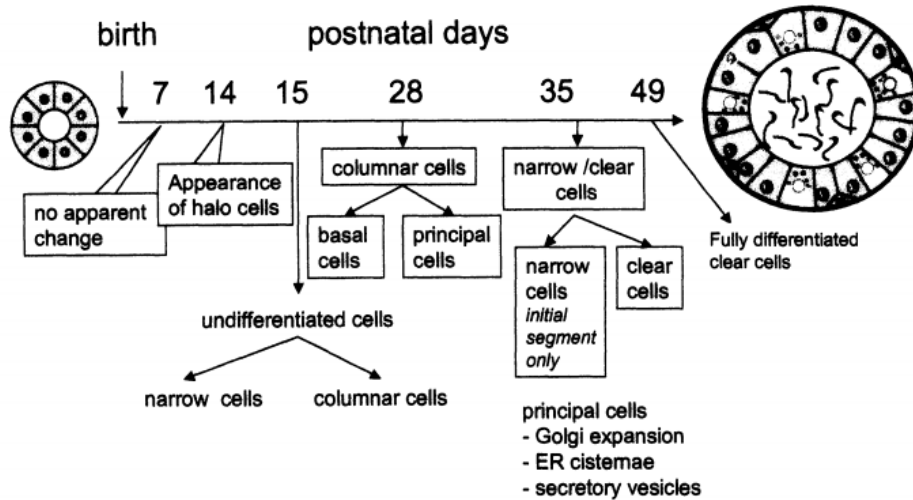 birth
postnatal days
7
14
15
28
35
49
no apparent
change
Appearance
of halo cells
columnar cells
basal
cells
principal
cells
narrow /clear
cells
narrow
cells
initial
segment
only
clear
cells
Fully differentiated
clear cells
undifferentiated cells
narrow cells
columnar cells
principal cells
- Golgi expansion
- ER cisternae
- secretory vesicles